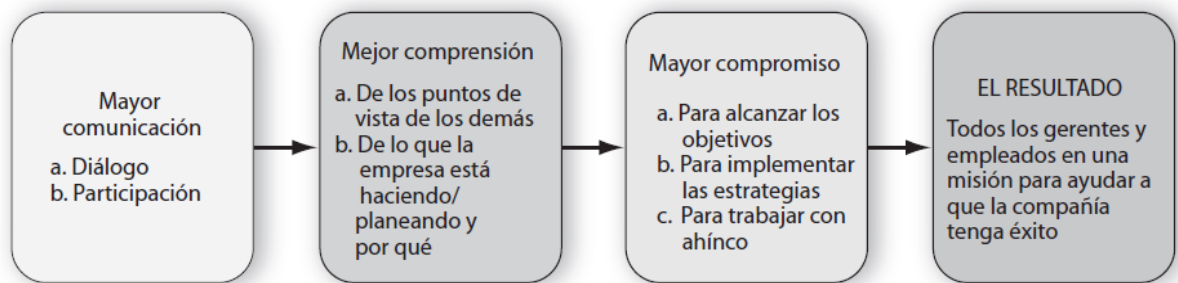 Mayor
comunicación
a. Diálogo
b. Participación
Mejor comprensión
a. De los puntos de
vista de los demás
b. De lo que la
empresa está
haciendo/
planeando y
por qué
Mayor compromiso
a. Para alcanzar los
objetivos
b. Para implementar
las estrategias
c. Para trabajar con
ahínco
EL RESULTADO
Todos los gerentes y
empleados en una
misión para ayudar a
que la compañía
tenga éxito